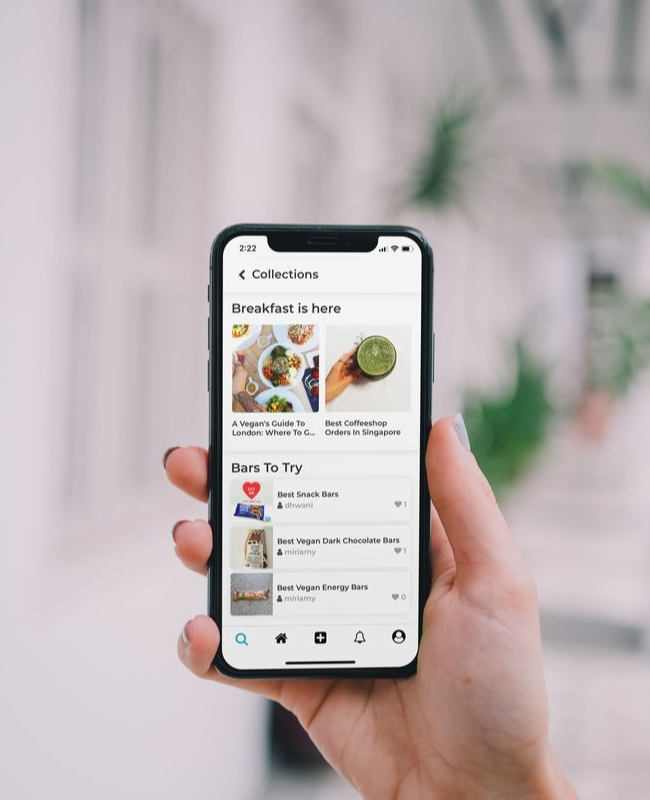 2:22
Collections
Breakfast is here
A Vegan's Guide To
London: Where To G...
Best Coffeeshop
Orders In Singapore
Bars To Try
Best Snack Bars
dhwani
1
Best Vegan Dark Chocolate Bars
miriamy
1
Best Vegan Energy Bars
miriamy
0